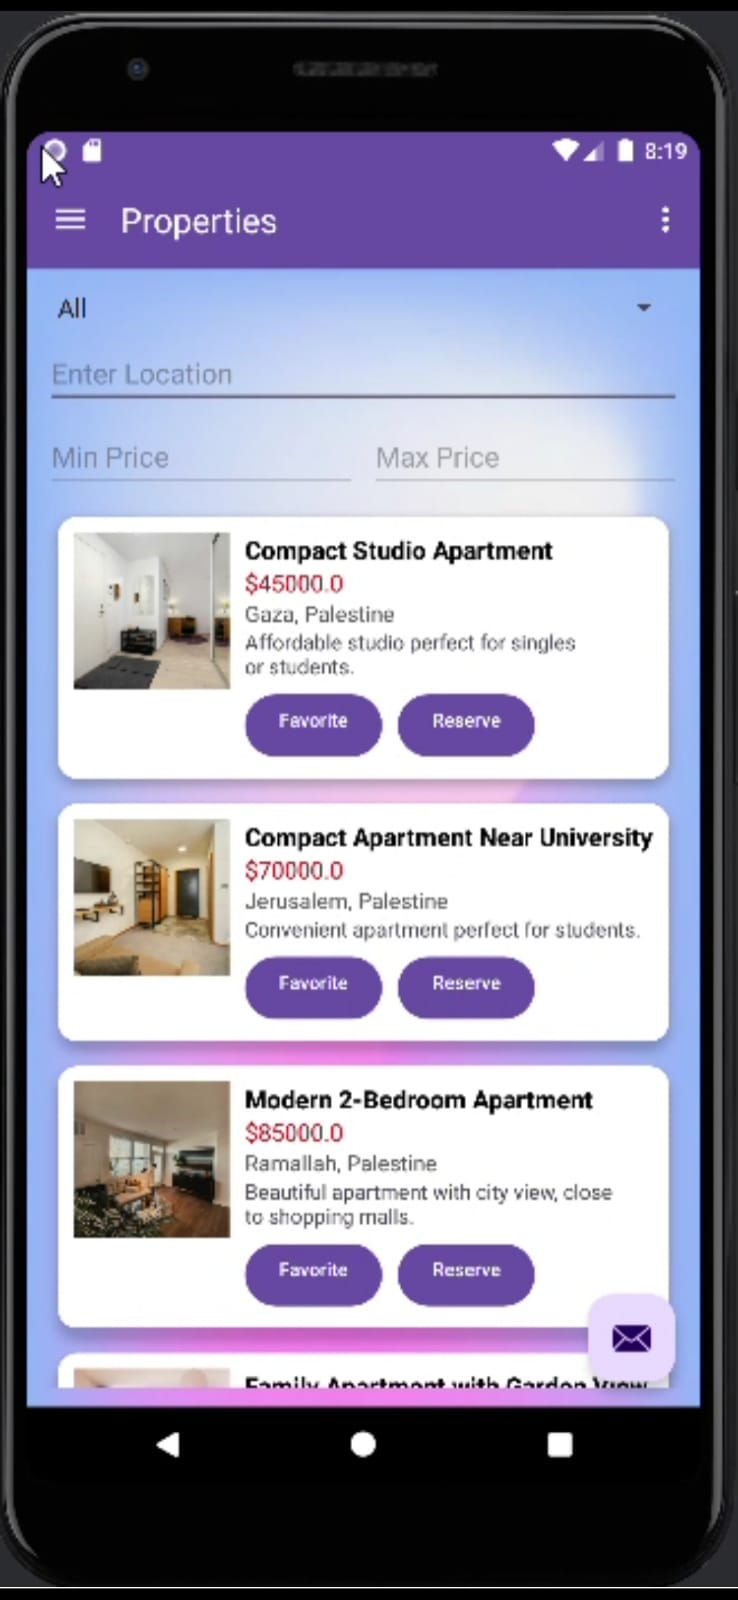 8:19
Properties
All
Enter Location
Min Price Max Price
Compact Studio Apartment
$45000.0
Gaza, Palestine
Affordable studio perfect for singles
or students.
Favorite Reserve
Compact Apartment Near University
$70000.0
Jerusalem, Palestine
Convenient apartment perfect for students.
Favorite Reserve
Modern 2-Bedroom Apartment
$85000.0
Ramallah, Palestine
Beautiful apartment with city view, close
to shopping malls.
Favorite Reserve
Family Apartment with Garden View